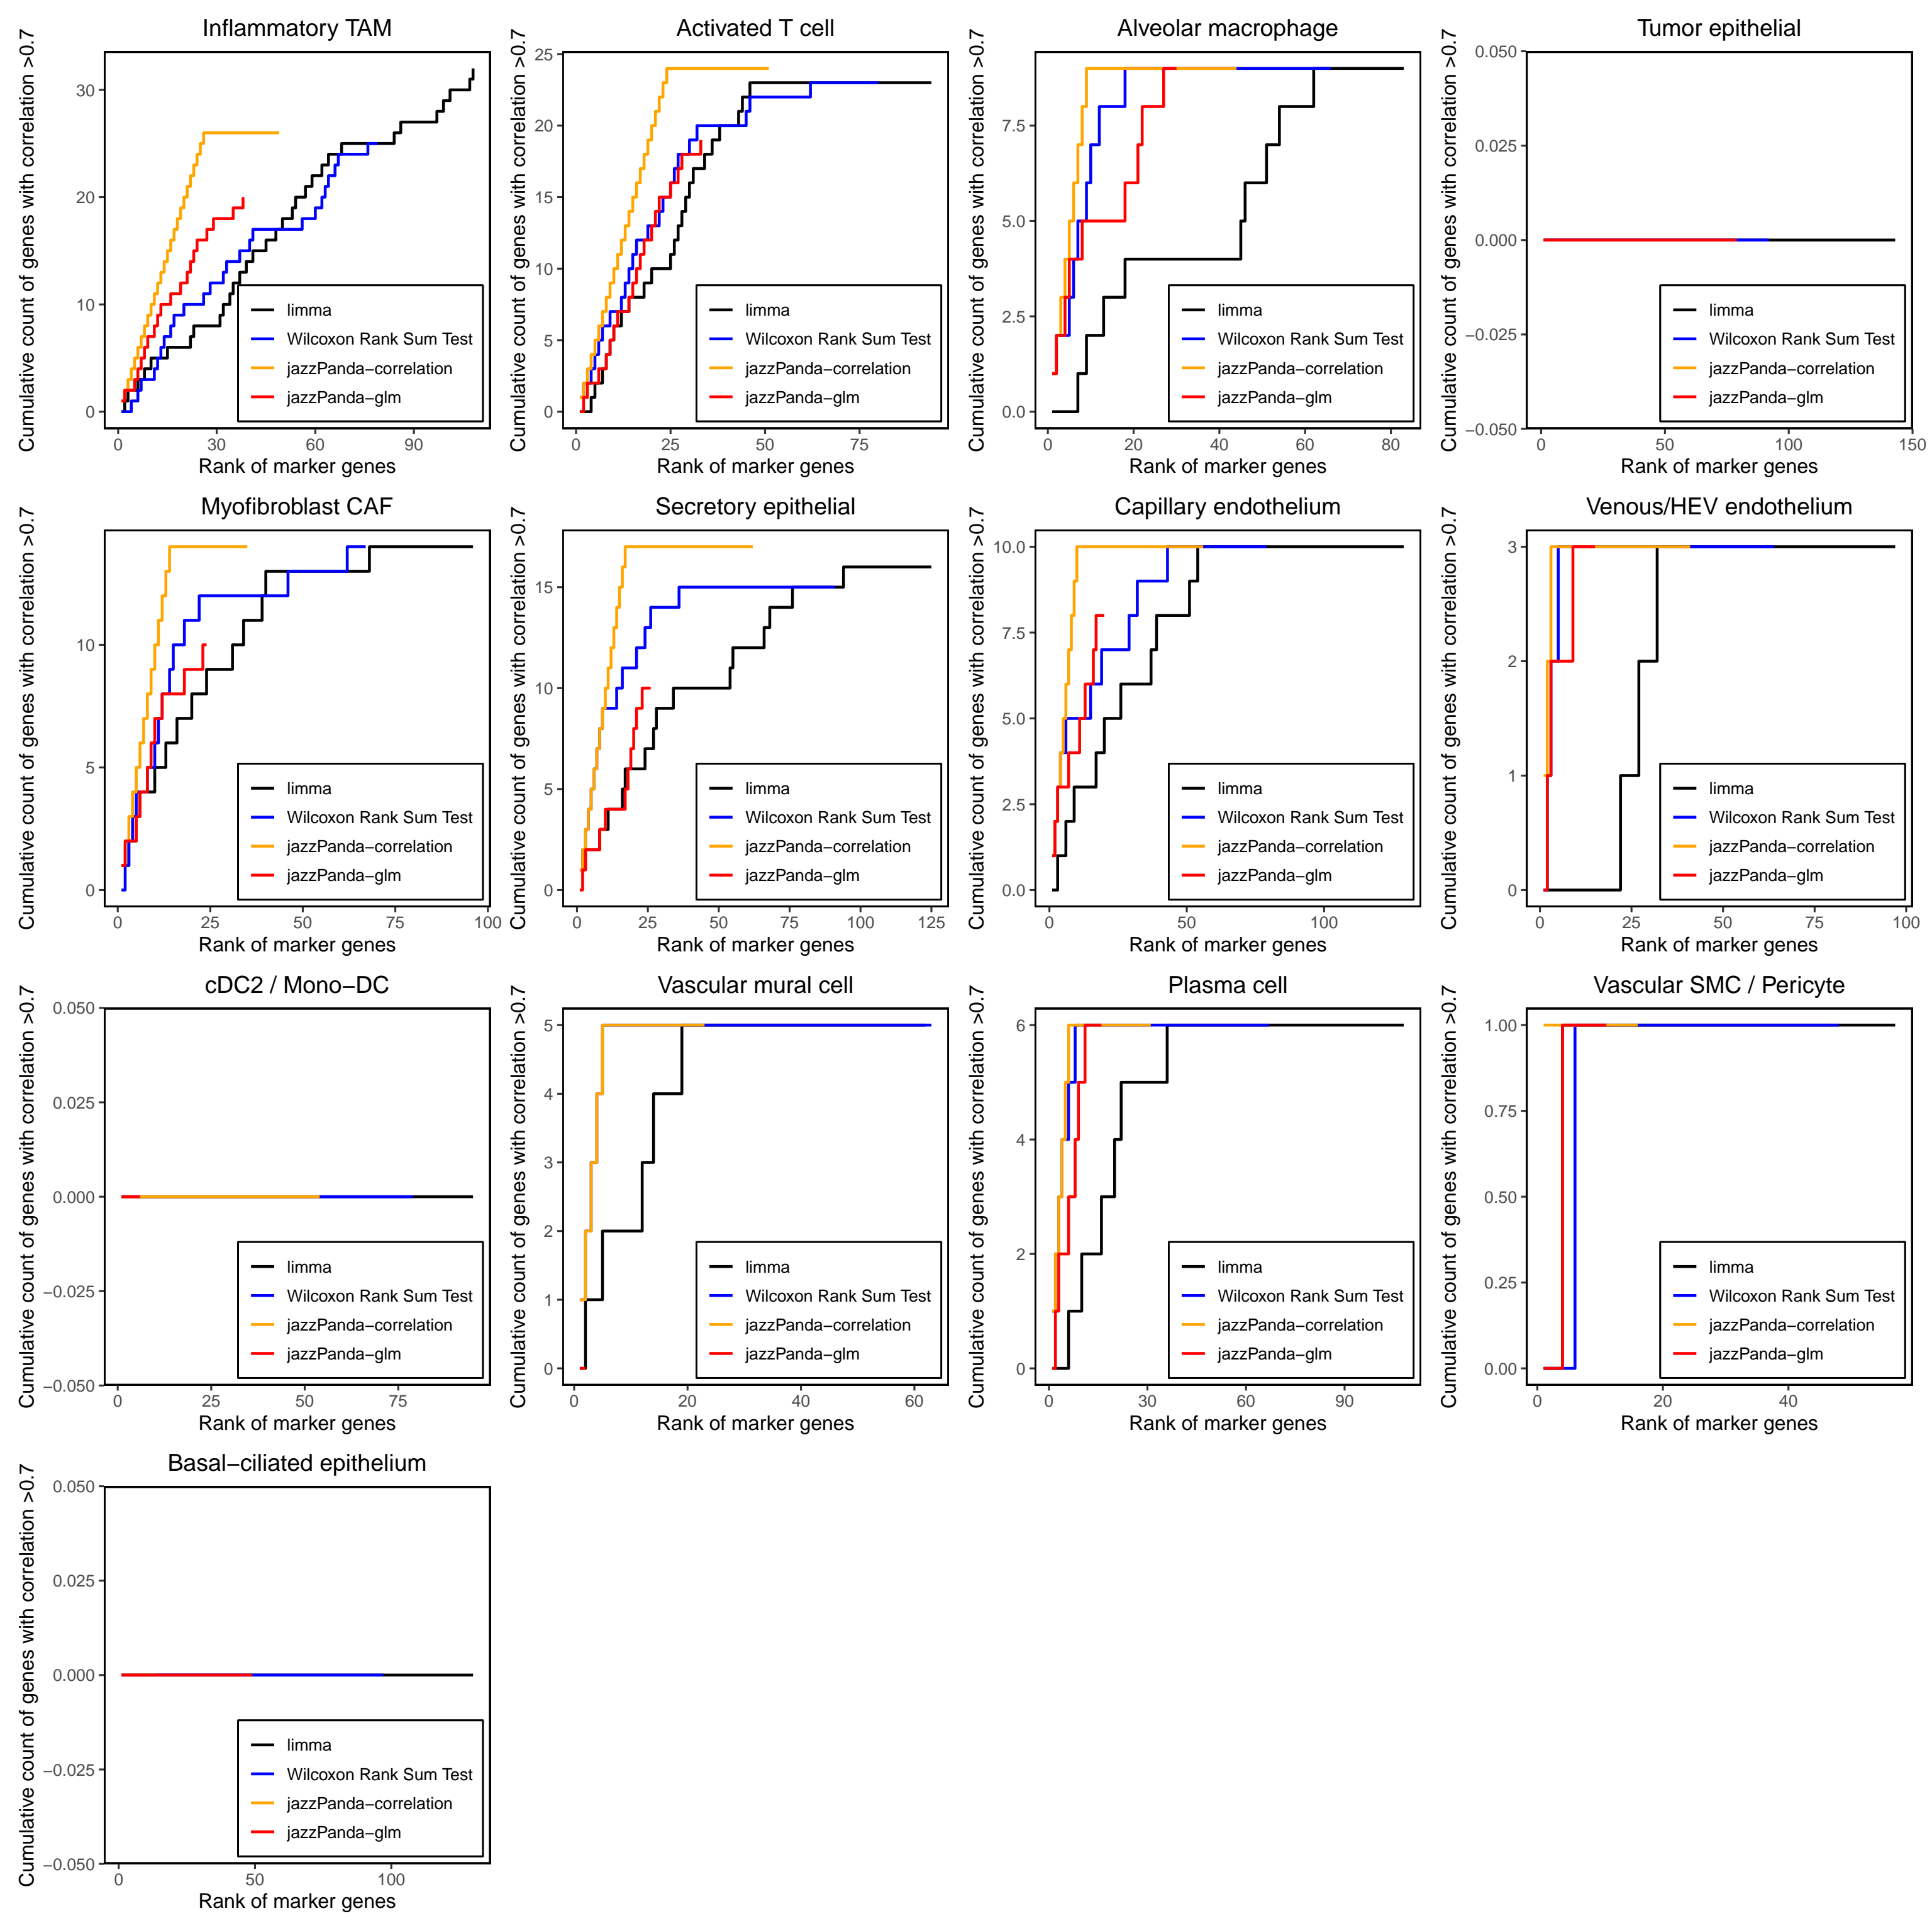 Inflammatory TAM
Cumulative count of genes with correlation >0.7
30
20
10
0
limma
Wilcoxon Rank Sum Test
jazzPanda−correlation
jazzPanda−glm
0 30 60 90
Rank of marker genes
Activated T cell
Cumulative count of genes with correlation >0.7
25
20
15
10
5
0
limma
Wilcoxon Rank Sum Test
jazzPanda−correlation
jazzPanda−glm
0 25 50 75
Rank of marker genes
Alveolar macrophage
Cumulative count of genes with correlation >0.7
7.5
5.0
2.5
0.0
limma
Wilcoxon Rank Sum Test
jazzPanda−correlation
jazzPanda−glm
0 20 40 60 80
Rank of marker genes
Tumor epithelial
Cumulative count of genes with correlation >0.7
0.050
0.025
0.000
−0.025
−0.050
limma
Wilcoxon Rank Sum Test
jazzPanda−correlation
jazzPanda−glm
0 50 100 150
Rank of marker genes
Myofibroblast CAF
Cumulative count of genes with correlation >0.7
10
5
0
limma
Wilcoxon Rank Sum Test
jazzPanda−correlation
jazzPanda−glm
0 25 50 75 100
Rank of marker genes
Secretory epithelial
Cumulative count of genes with correlation >0.7
15
10
5
0
limma
Wilcoxon Rank Sum Test
jazzPanda−correlation
jazzPanda−glm
0 25 50 75 100 125
Rank of marker genes
Capillary endothelium
Cumulative count of genes with correlation >0.7
10.0
7.5
5.0
2.5
0.0
limma
Wilcoxon Rank Sum Test
jazzPanda−correlation
jazzPanda−glm
0 50 100
Rank of marker genes
Venous/HEV endothelium
Cumulative count of genes with correlation >0.7
3
2
1
0
limma
Wilcoxon Rank Sum Test
jazzPanda−correlation
jazzPanda−glm
0 25 50 75 100
Rank of marker genes
cDC2 / Mono−DC
Cumulative count of genes with correlation >0.7
0.050
0.025
0.000
−0.025
−0.050
limma
Wilcoxon Rank Sum Test
jazzPanda−correlation
jazzPanda−glm
0 25 50 75
Rank of marker genes
Vascular mural cell
Cumulative count of genes with correlation >0.7
5
4
3
2
1
0
limma
Wilcoxon Rank Sum Test
jazzPanda−correlation
jazzPanda−glm
0 20 40 60
Rank of marker genes
Plasma cell
Cumulative count of genes with correlation >0.7
6
4
2
0
limma
Wilcoxon Rank Sum Test
jazzPanda−correlation
jazzPanda−glm
0 30 60 90
Rank of marker genes
Vascular SMC / Pericyte
Cumulative count of genes with correlation >0.7
1.00
0.75
0.50
0.25
0.00
limma
Wilcoxon Rank Sum Test
jazzPanda−correlation
jazzPanda−glm
0 20 40
Rank of marker genes
Basal−ciliated epithelium
Cumulative count of genes with correlation >0.7
0.050
0.025
0.000
−0.025
−0.050
limma
Wilcoxon Rank Sum Test
jazzPanda−correlation
jazzPanda−glm
0 50 100
Rank of marker genes